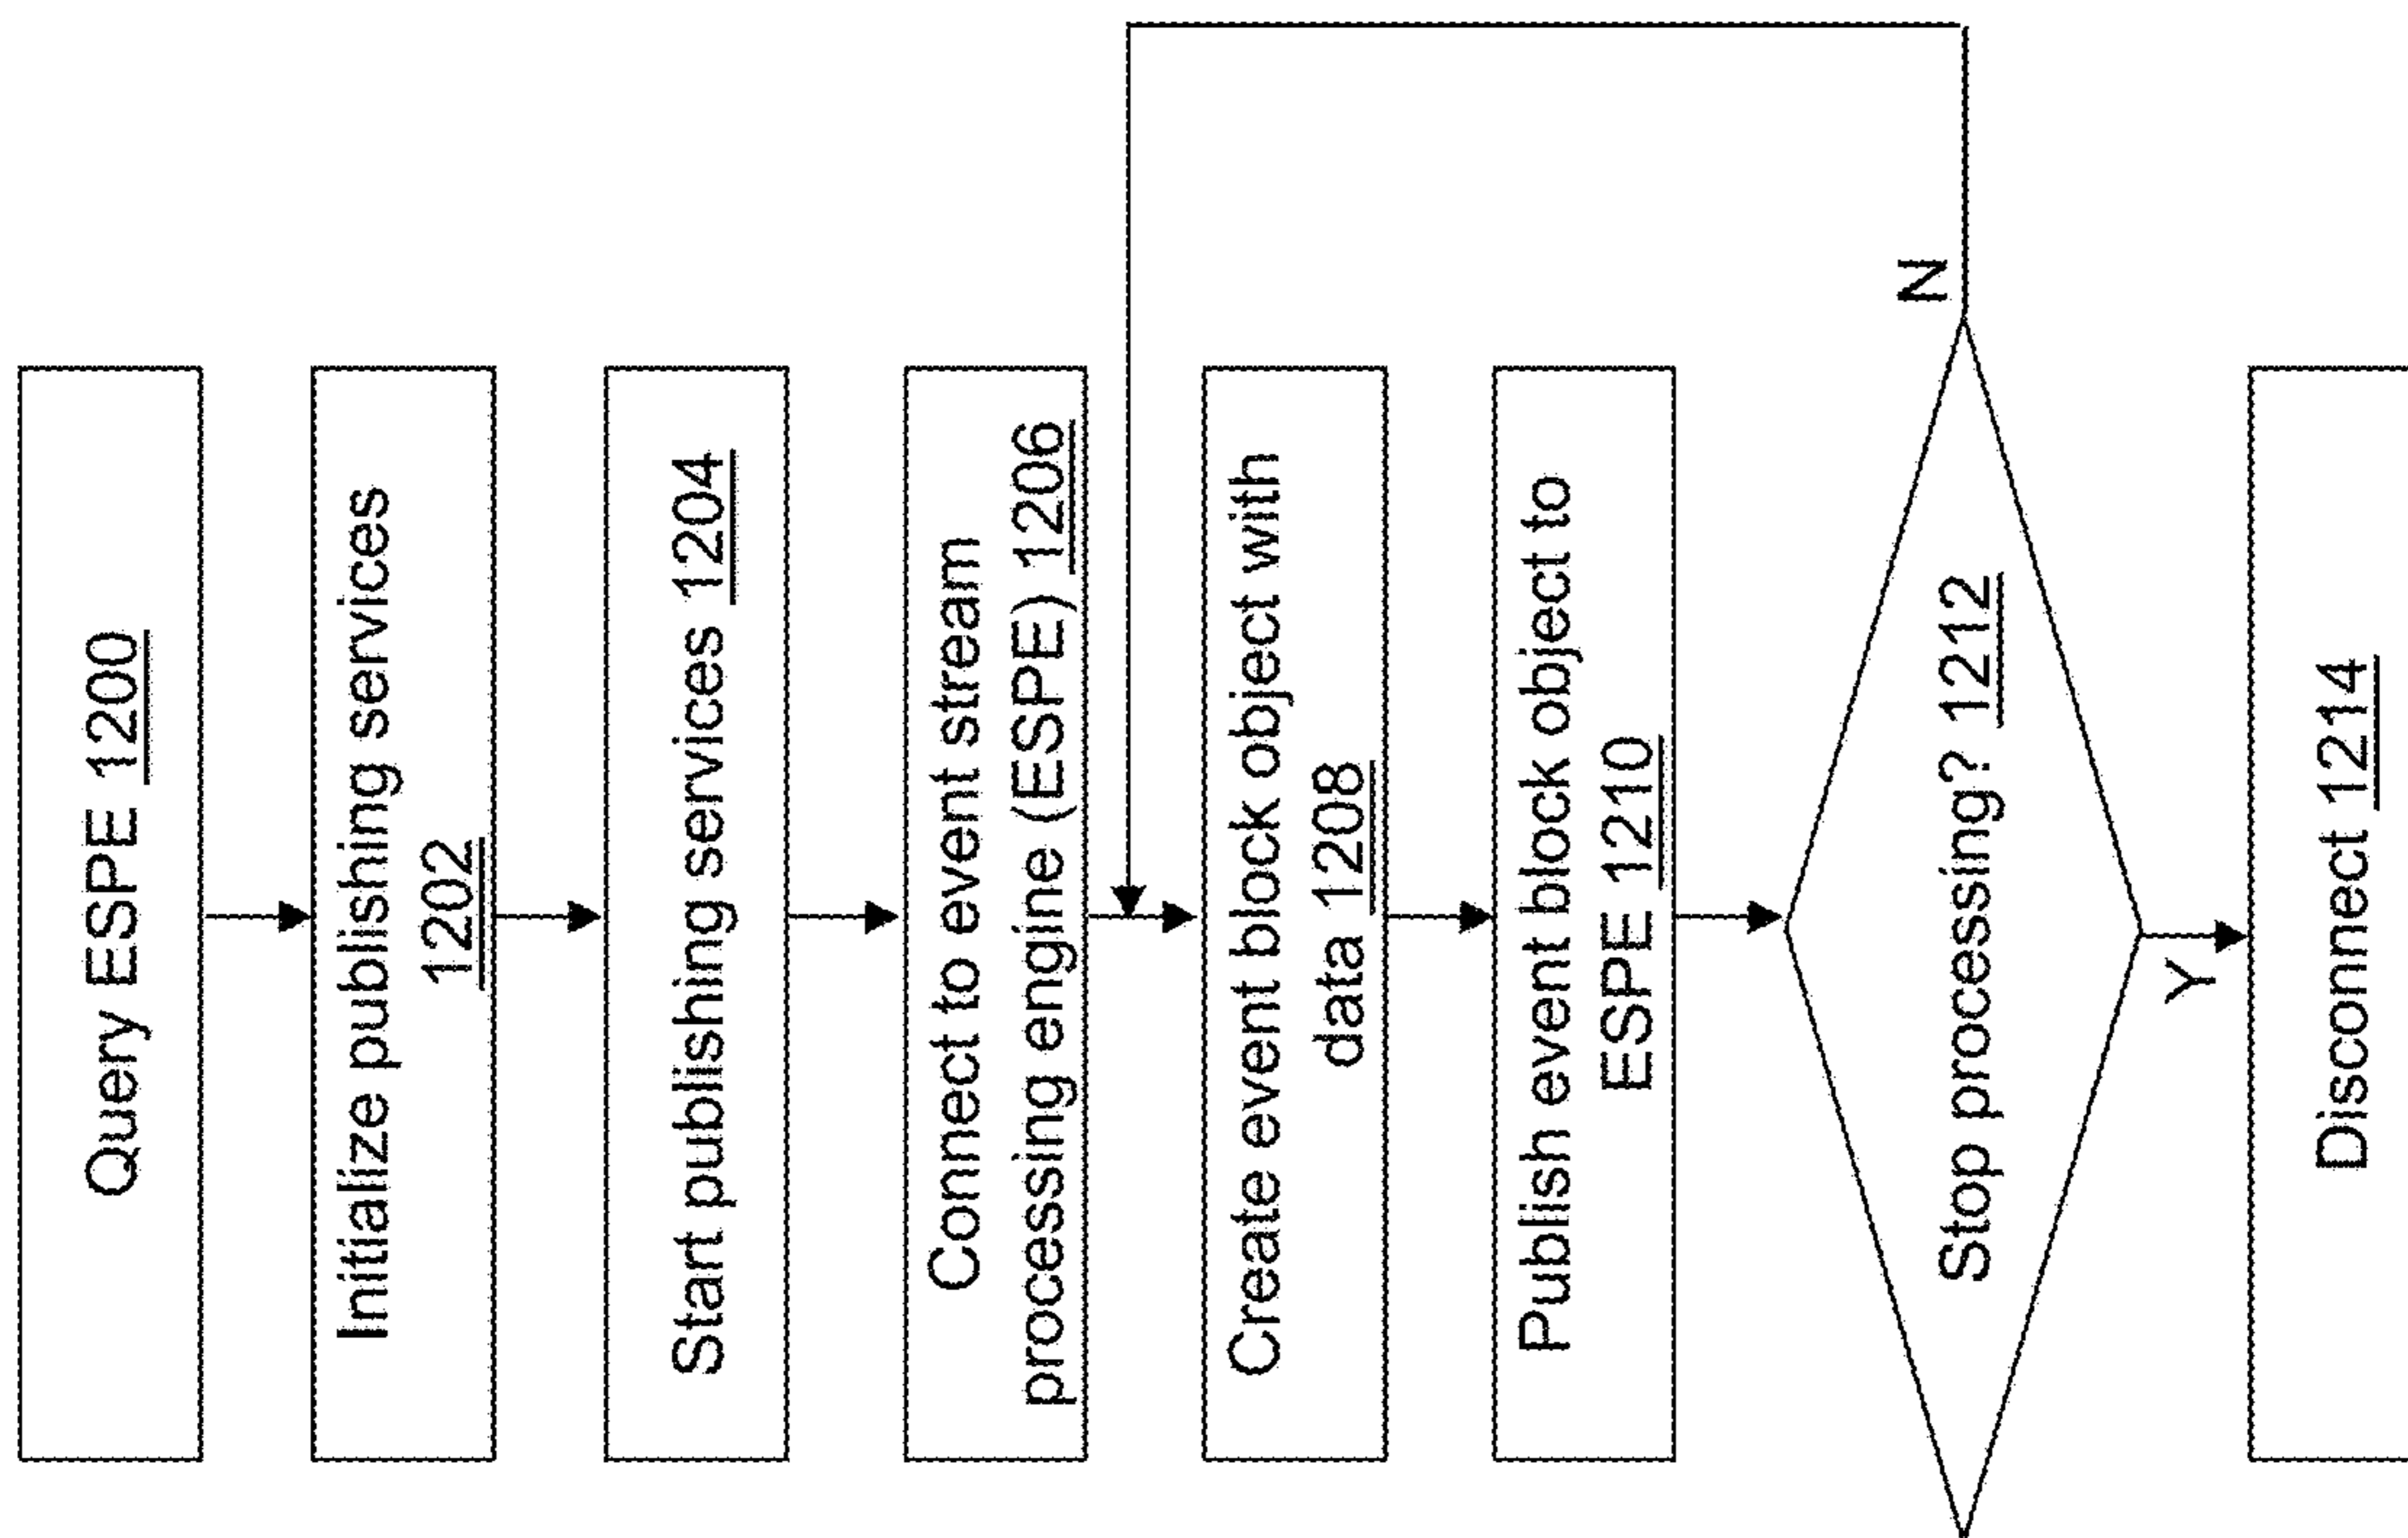 Query ESPE 1200
Initialize publishing services
1202
Start publishing services 1204
Connect to event stream
processing engine (ESPE) 1206
Create event block object with
data 1208
Publish event block object to
ESPE 1210
Stop processing? 1212
N
Y
Disconnect 1214